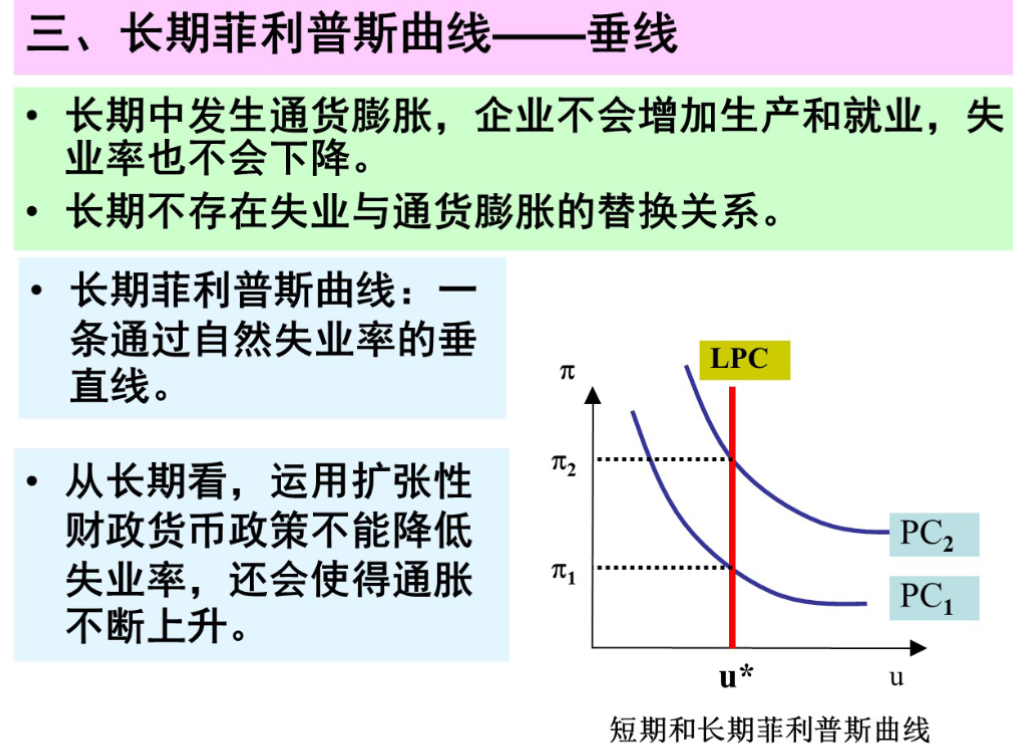 三、长期菲利普斯曲线——垂线
• 长期中发生通货膨胀，企业不会增加生产和就业，失
业率也不会下降。
• 长期不存在失业与通货膨胀的替换关系。
• 长期菲利普斯曲线：一
条通过自然失业率的垂
直线。
• 从长期看，运用扩张性
财政货币政策不能降低
失业率，还会使得通胀
不断上升。
LPC
π
π₂
PC₂
π₁
PC₁
u*
u
短期和长期菲利普斯曲线